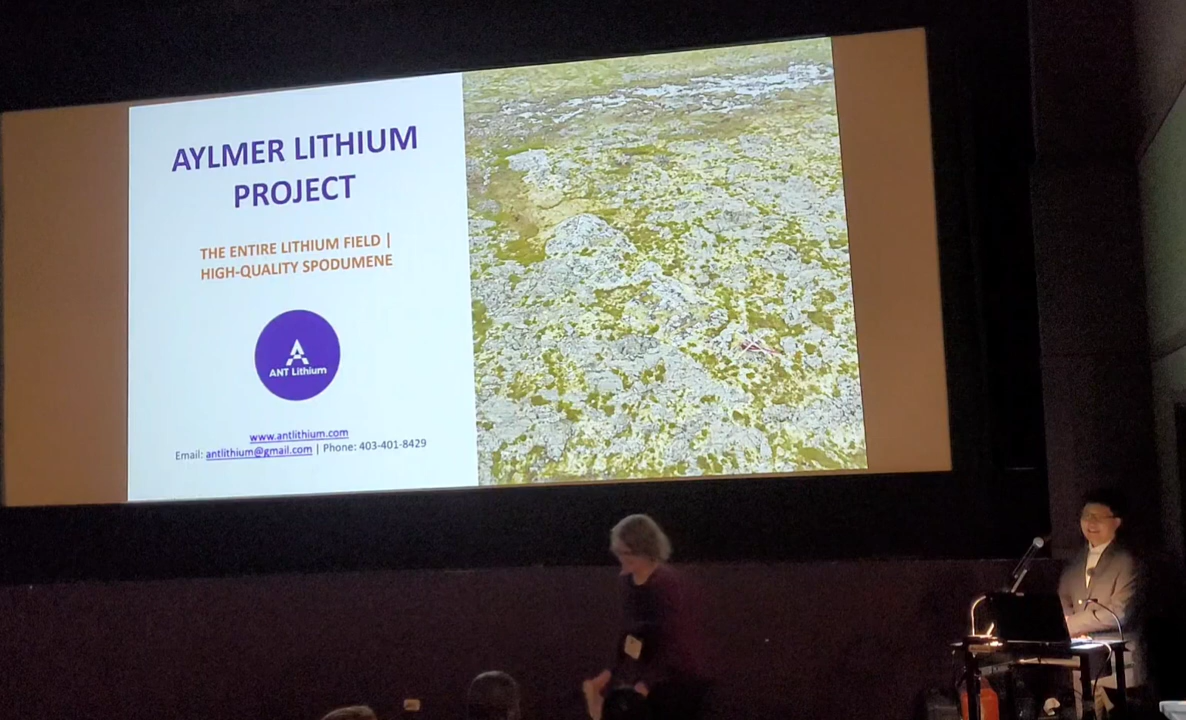 AYLMER LITHIUM
PROJECT
THE ENTIRE LITHIUM FIELD |
HIGH-QUALITY SPODUMENE
ANT Lithium
www.antlithium.com
Email: antlithium@gmail.com | Phone: 403-401-8429